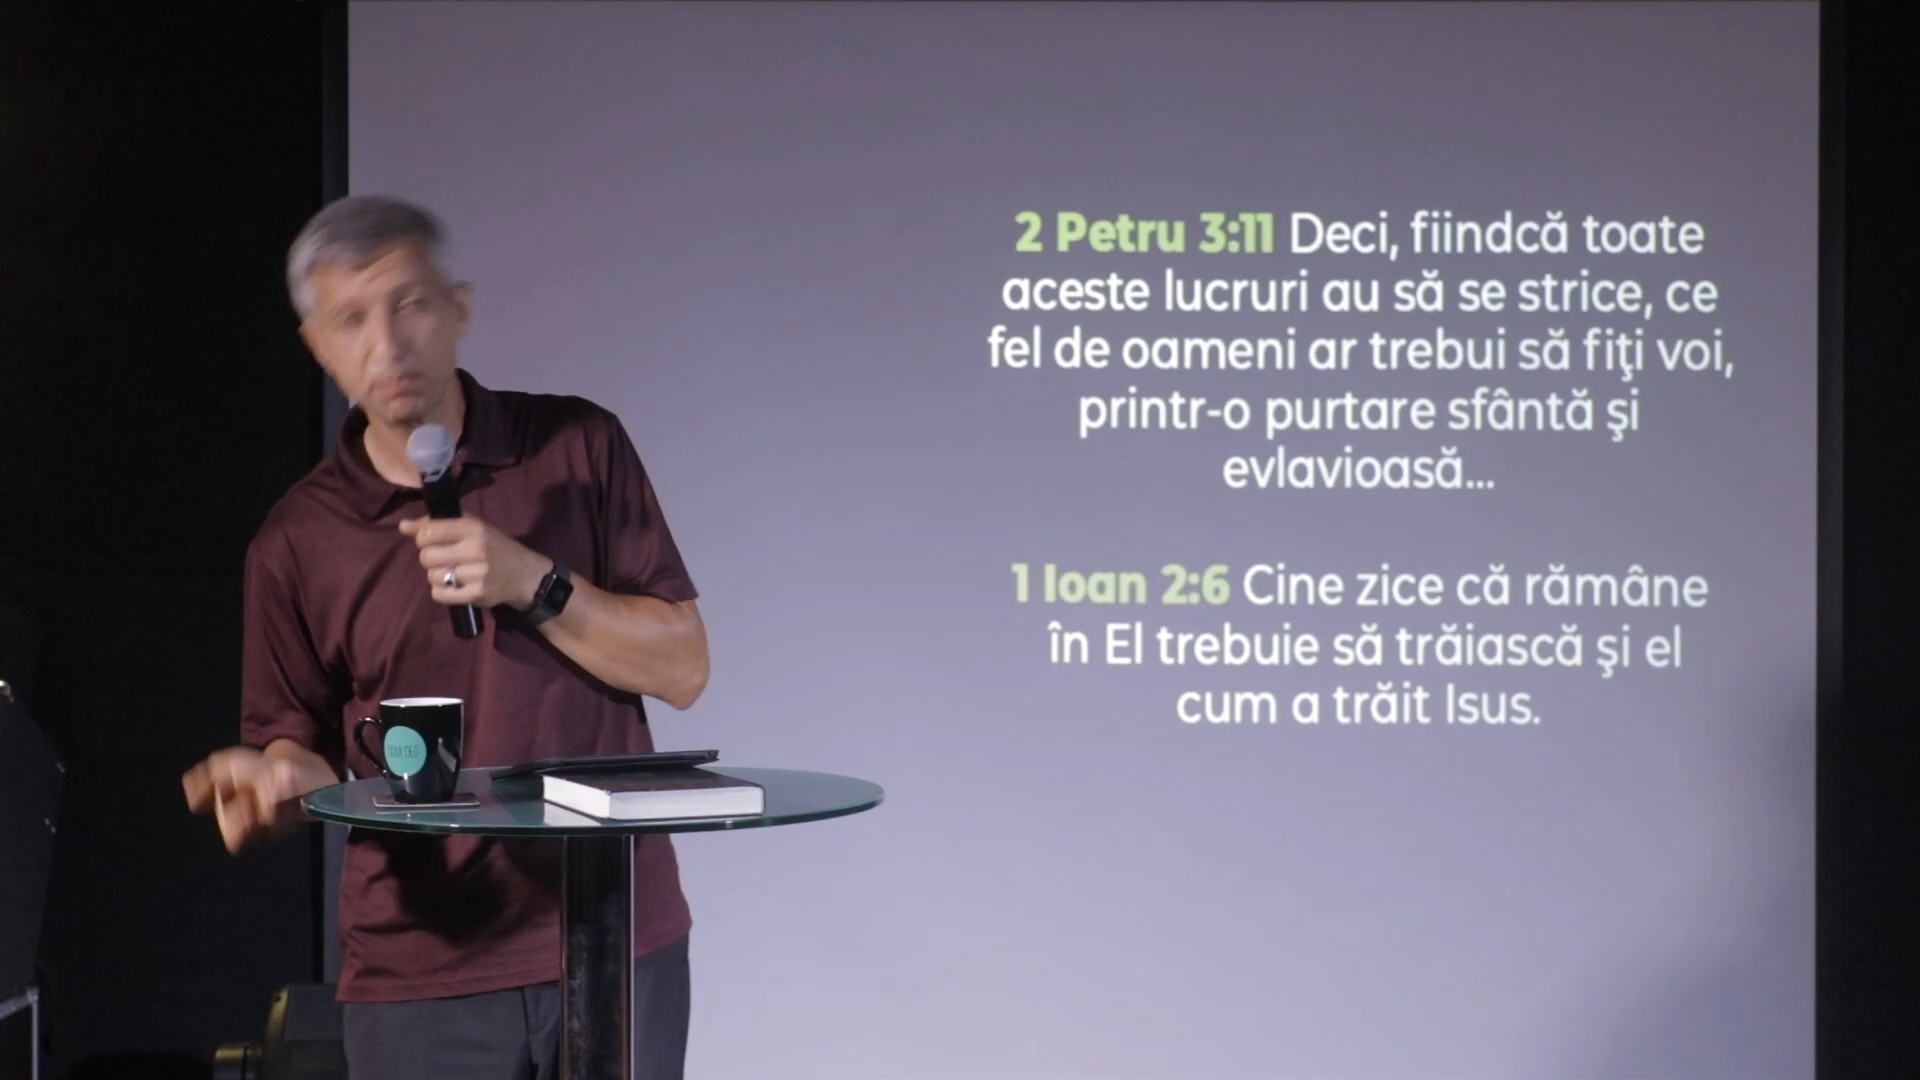 2 Petru 3:11 Deci, fiindcă toate
aceste lucruri au să se strice, ce
fel de oameni ar trebui să fiţi voi,
printr-o purtare sfântă şi
evlavioasă...
1 Ioan 2:6 Cine zice că rămâne
în El trebuie să trăiască şi el
cum a trăit Isus.
DEO